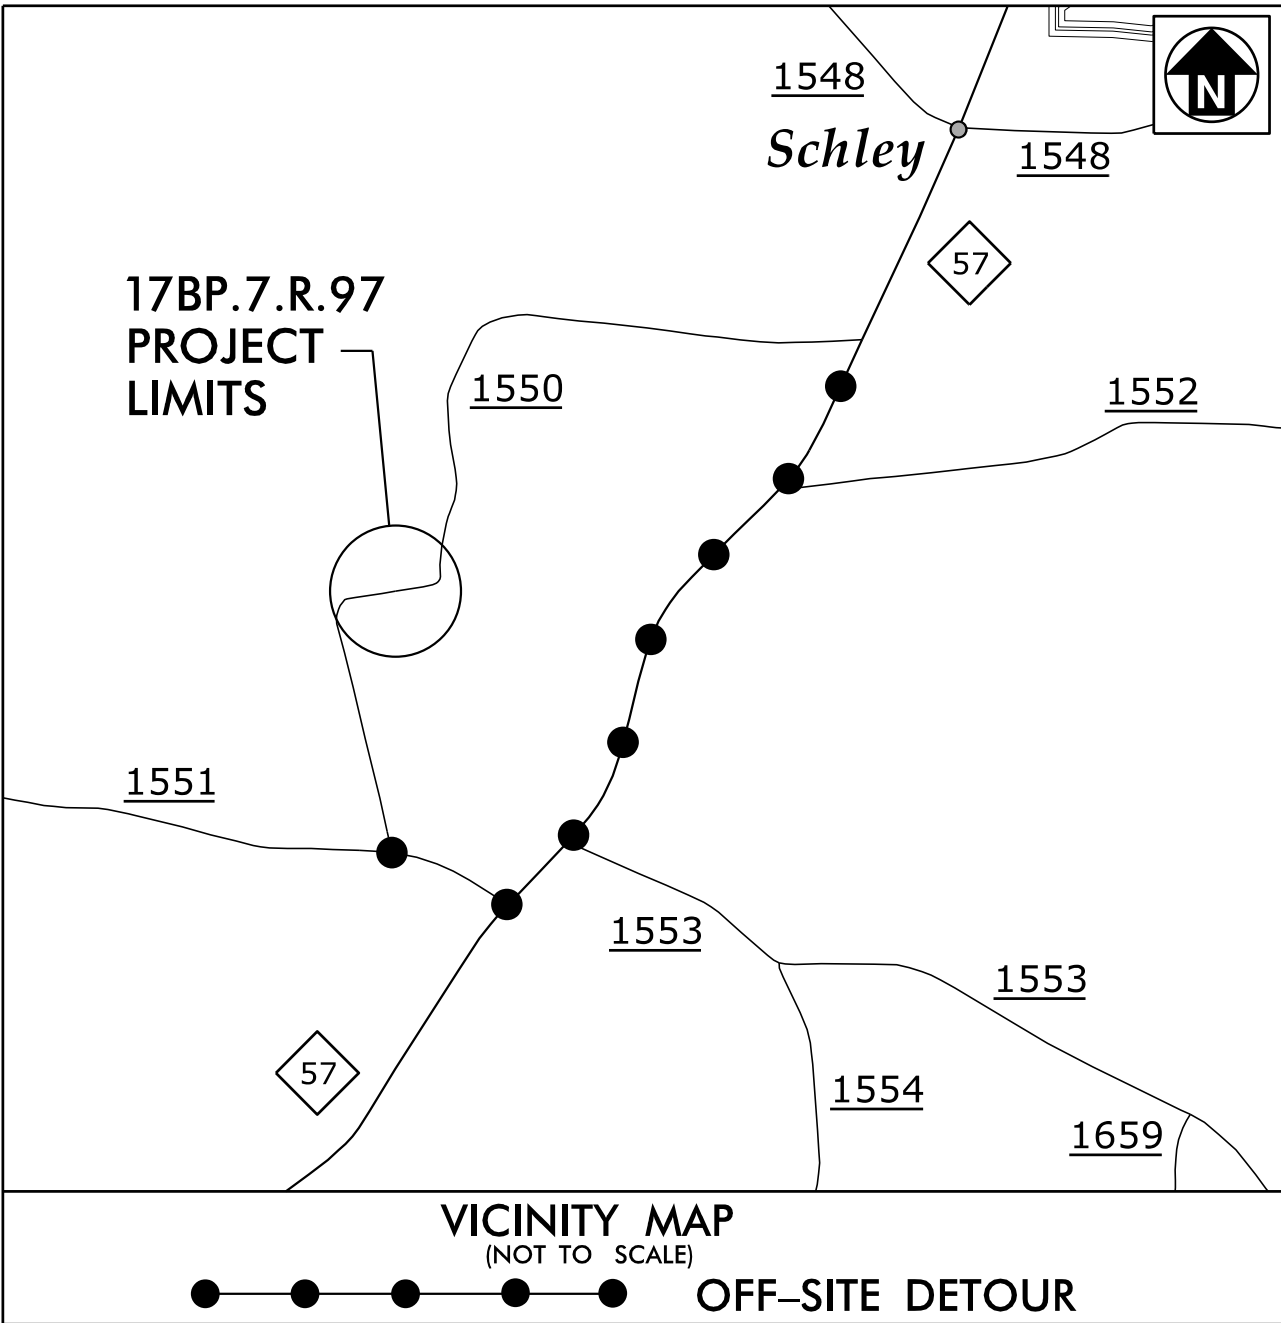 1548
N
Schley
1548
57
17BP.7.R.97
PROJECT
LIMITS
1550
1552
1551
1553
1553
57
1554
1659
VICINITY MAP
(NOT TO SCALE)
OFF–SITE DETOUR